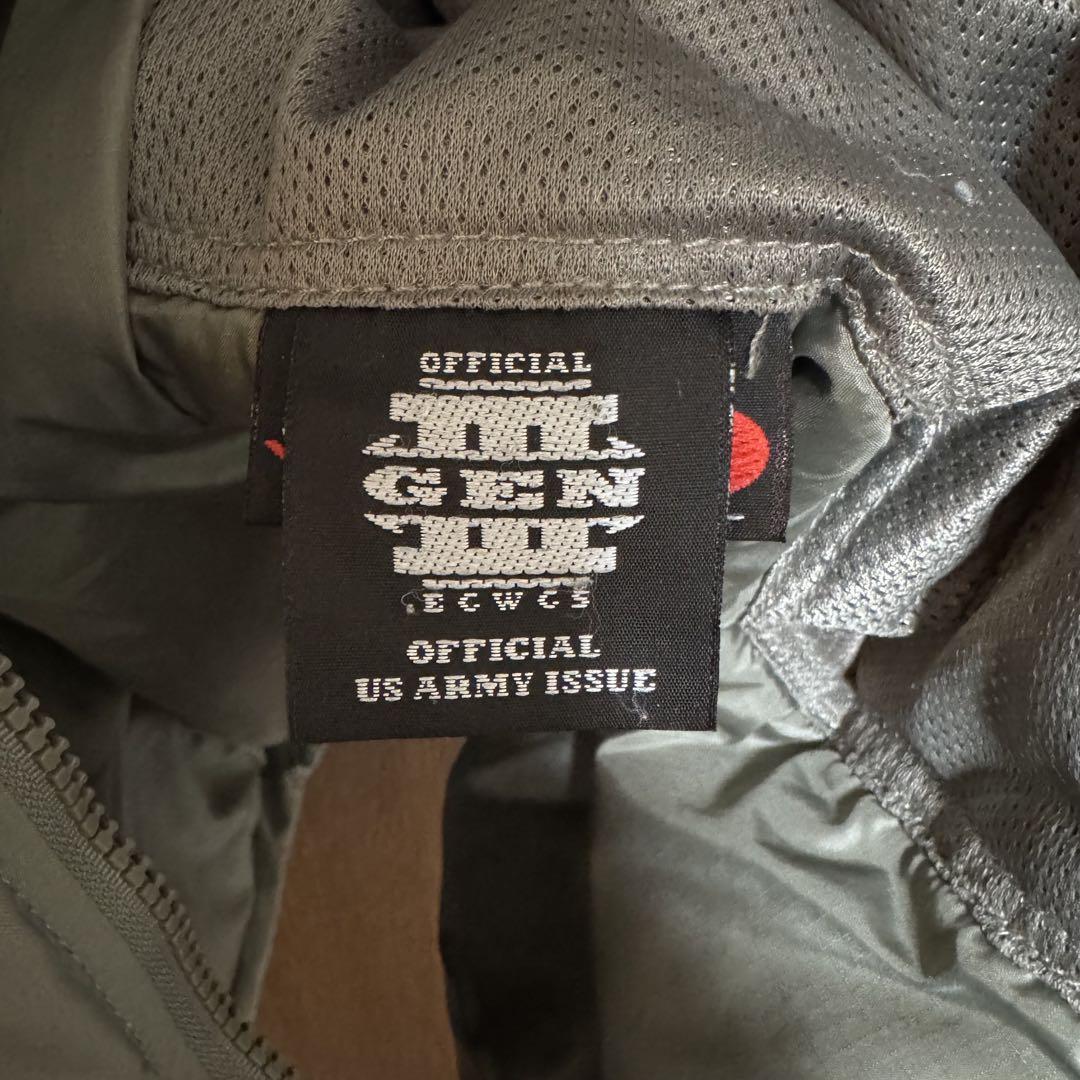 OFFICIAL
III
GEN
III
ECWCS
OFFICIAL
US ARMY ISSUE